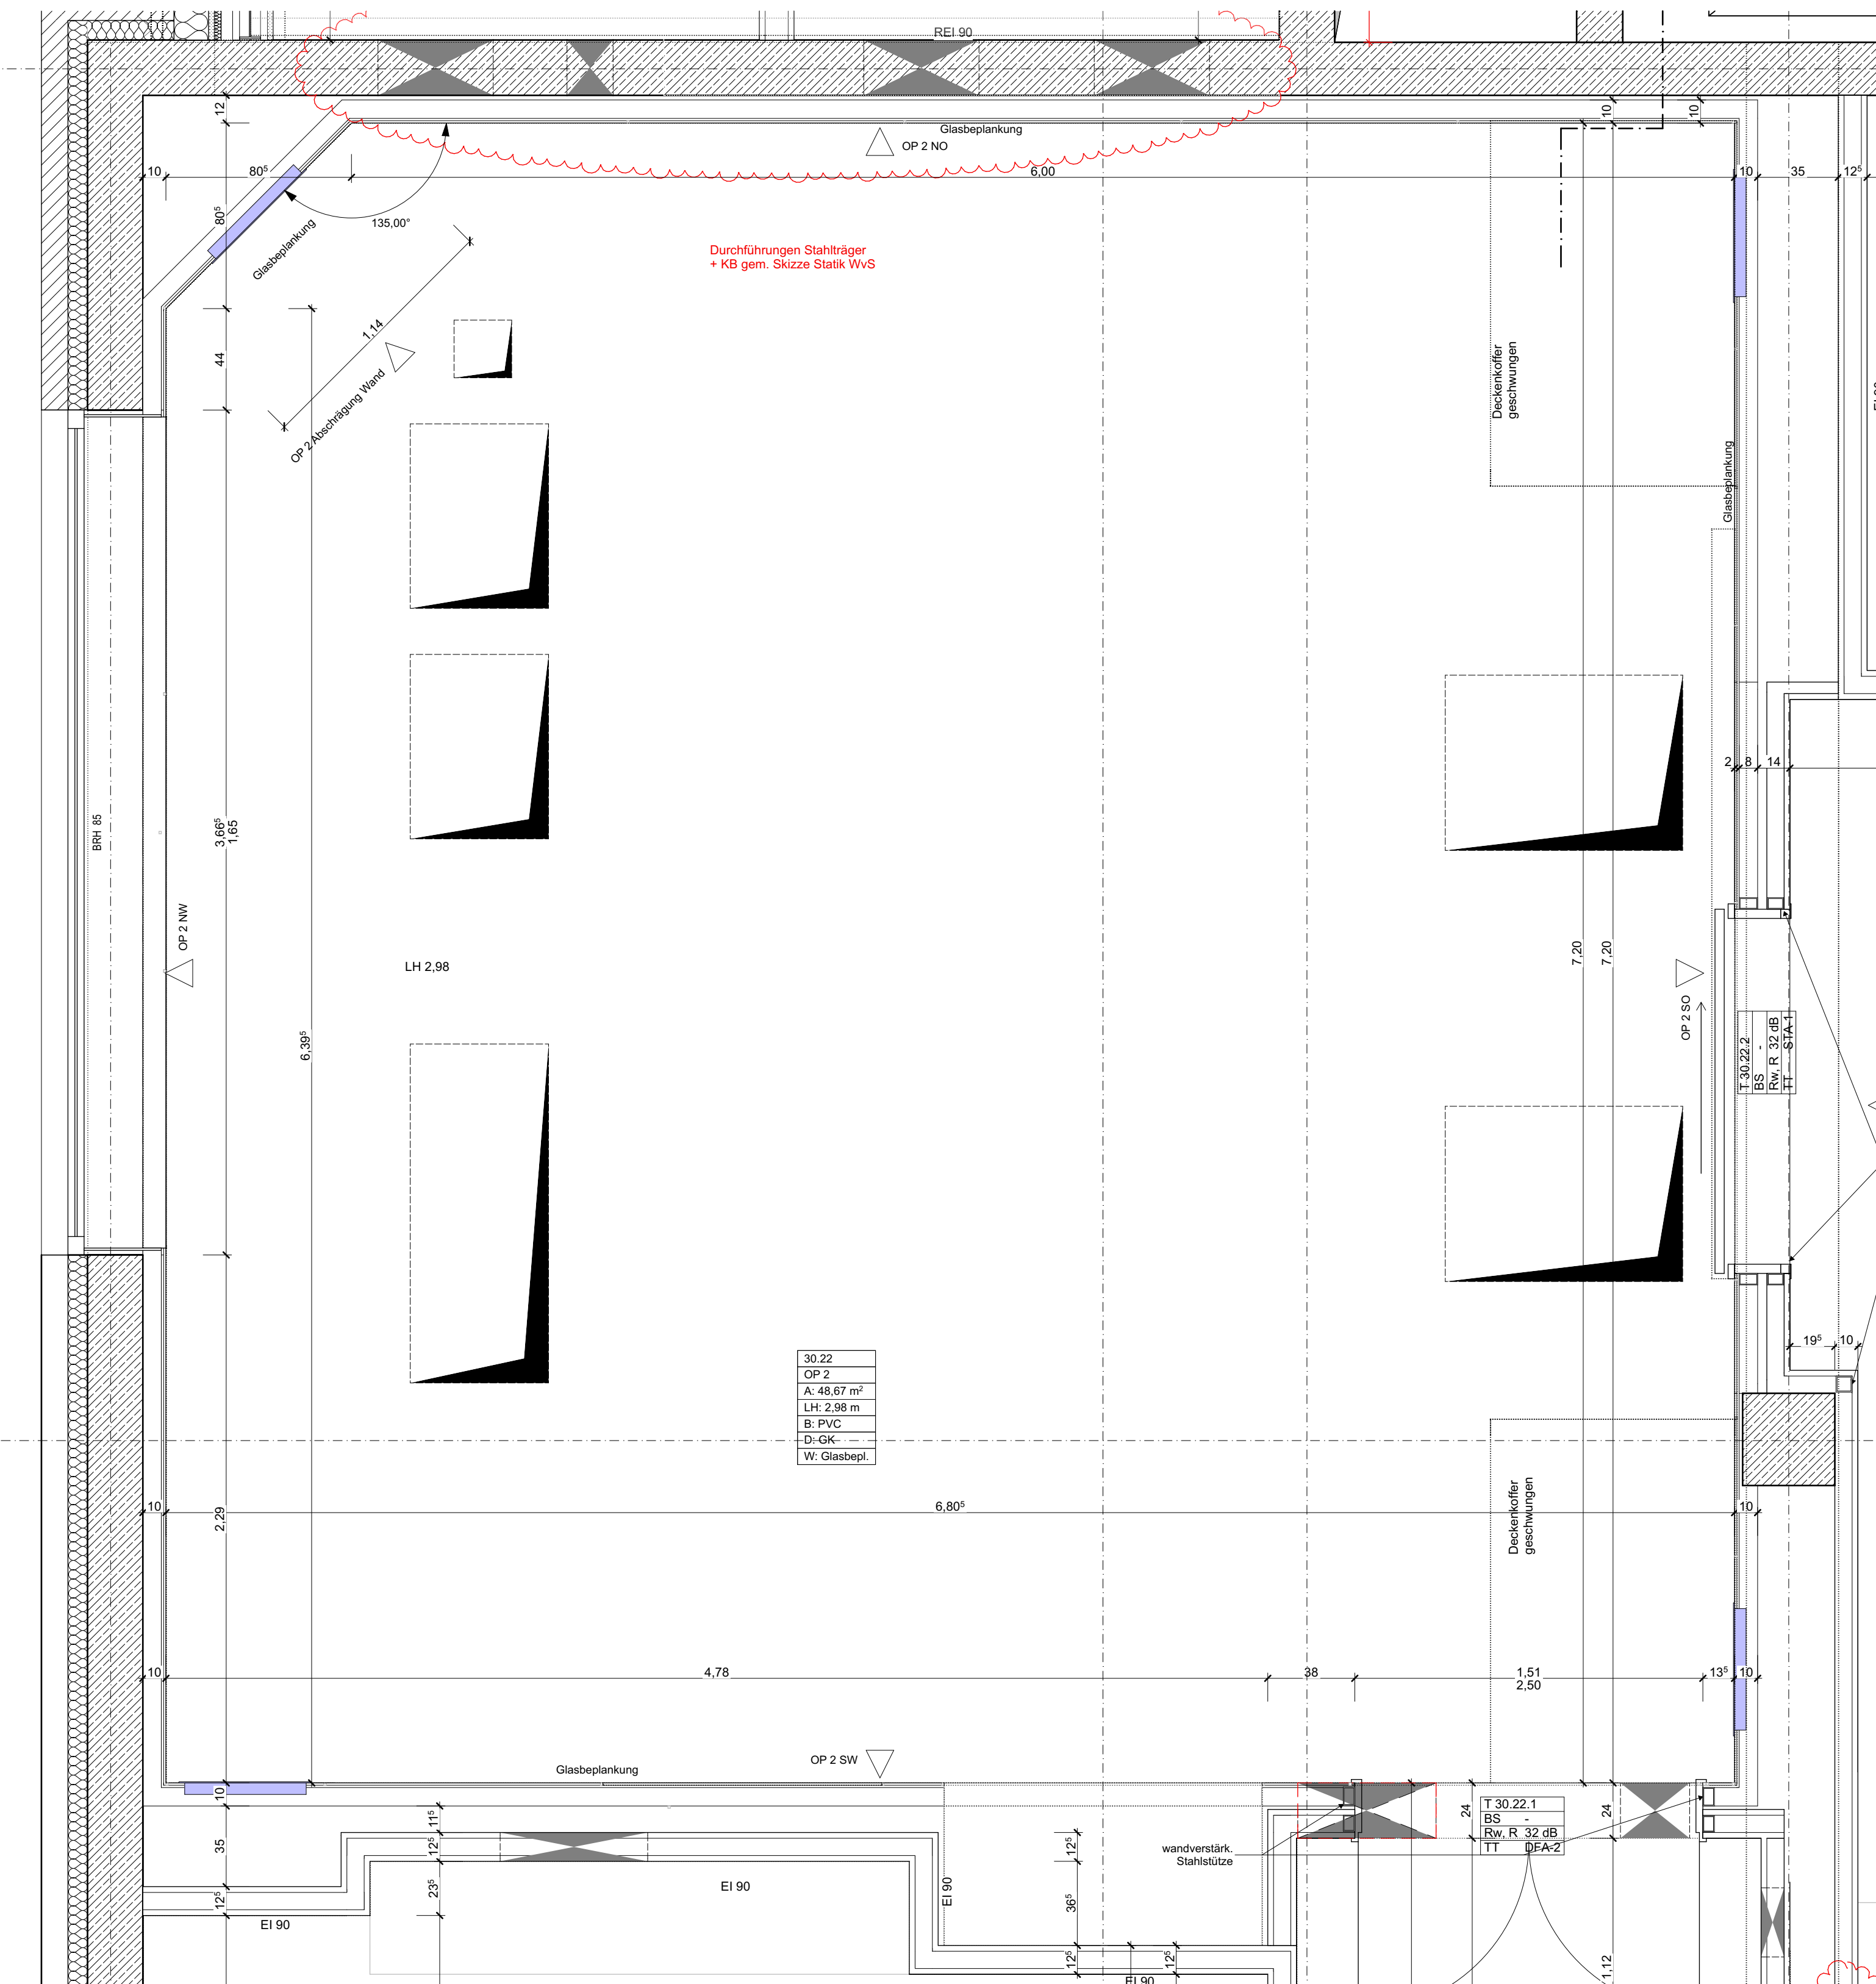 REI 90
12
Glasbeplankung
OP 2 NO
10
10
10
80⁵
6,00
10
35
12⁵
80⁵
135,00°
Glasbeplankung
Durchführungen Stahlträger
+ KB gem. Skizze Statik WvS
1,14
OP 2 Abschrägung Wand
44
Deckenkoffer
geschwungen
Glasbeplankung
2
8
14
BRH 85
3,66⁵
1,65
OP 2 NW
LH 2,98
6,39⁵
7,20
7,20
OP 2 SO
T 30.22.2
BS -
Rw, R 32 dB
TT STA-1
19⁵
10
30.22
OP 2
A: 48,67 m²
LH: 2,98 m
B: PVC
D: GK
W: Glasbepl.
10
2,29
6,80⁵
10
Deckenkoffer
geschwungen
10
4,78
38
1,51
2,50
13⁵
10
OP 2 SW
Glasbeplankung
10
11⁵
12⁵
35
12⁵
23⁵
12⁵
36⁵
12⁵
12⁵
24
24
T 30.22.1
BS -
Rw, R 32 dB
TT DFA-2
wandverstärk.
Stahlstütze
EI 90
EI 90
EI 90
EI 90
1,12